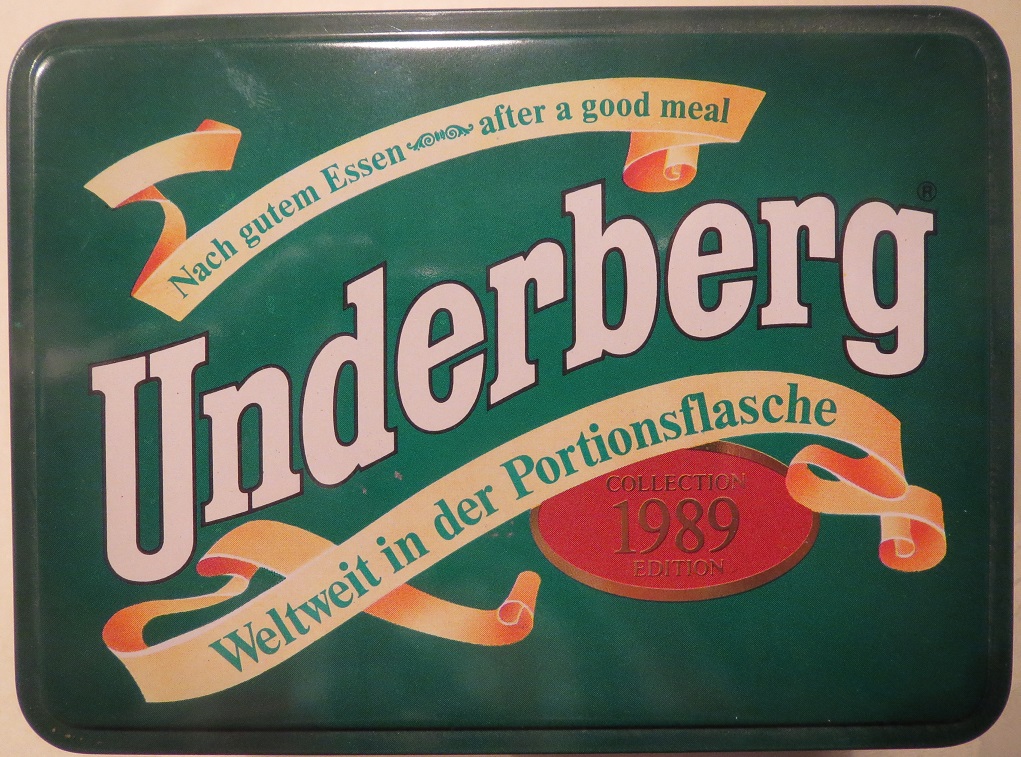 Nach gutem Essen after a good meal
Underberg®
Weltweit in der Portionsflasche
COLLECTION
1989
EDITION